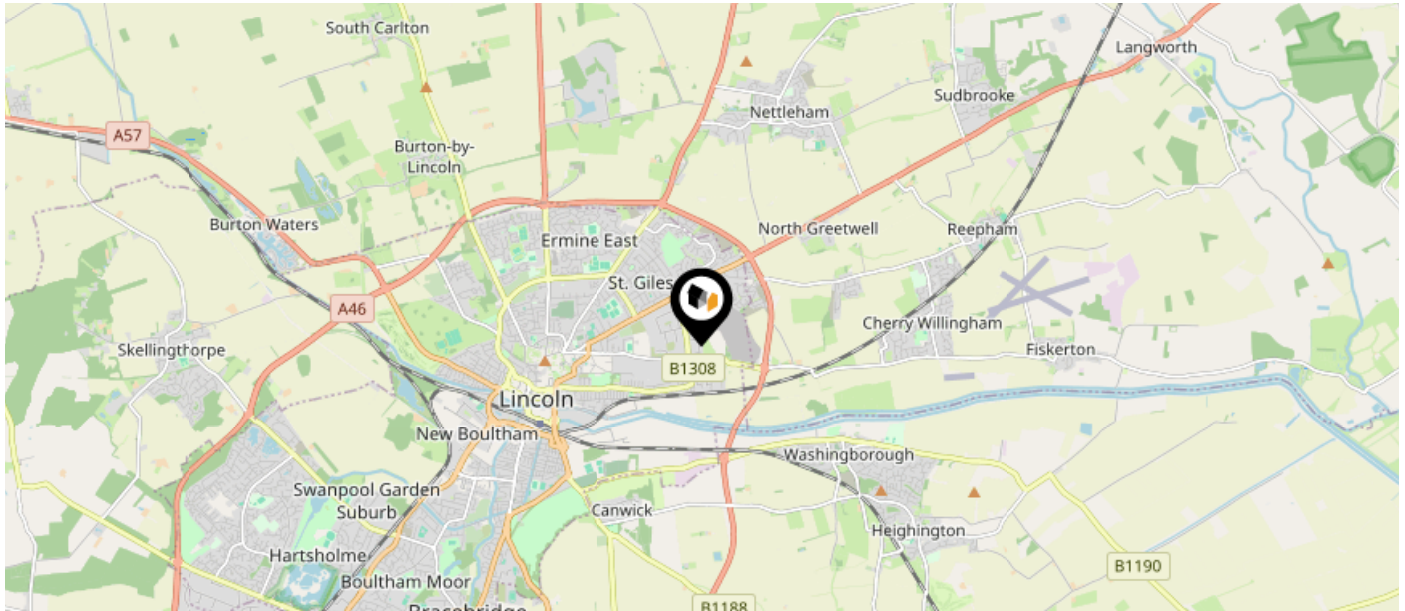 South Carlton
Langworth
Sudbrooke
Nettleham
A57
Burton-by-
Lincoln
Burton Waters
North Greetwell
Reepham
Ermine East
St. Giles
A46
Cherry Willingham
Skellingthorpe
Fiskerton
B1308
Lincoln
New Boultham
Washingborough
Swanpool Garden
Suburb
Canwick
Heighington
Hartsholme
B1190
Boultham Moor
Bracebridge
B1188